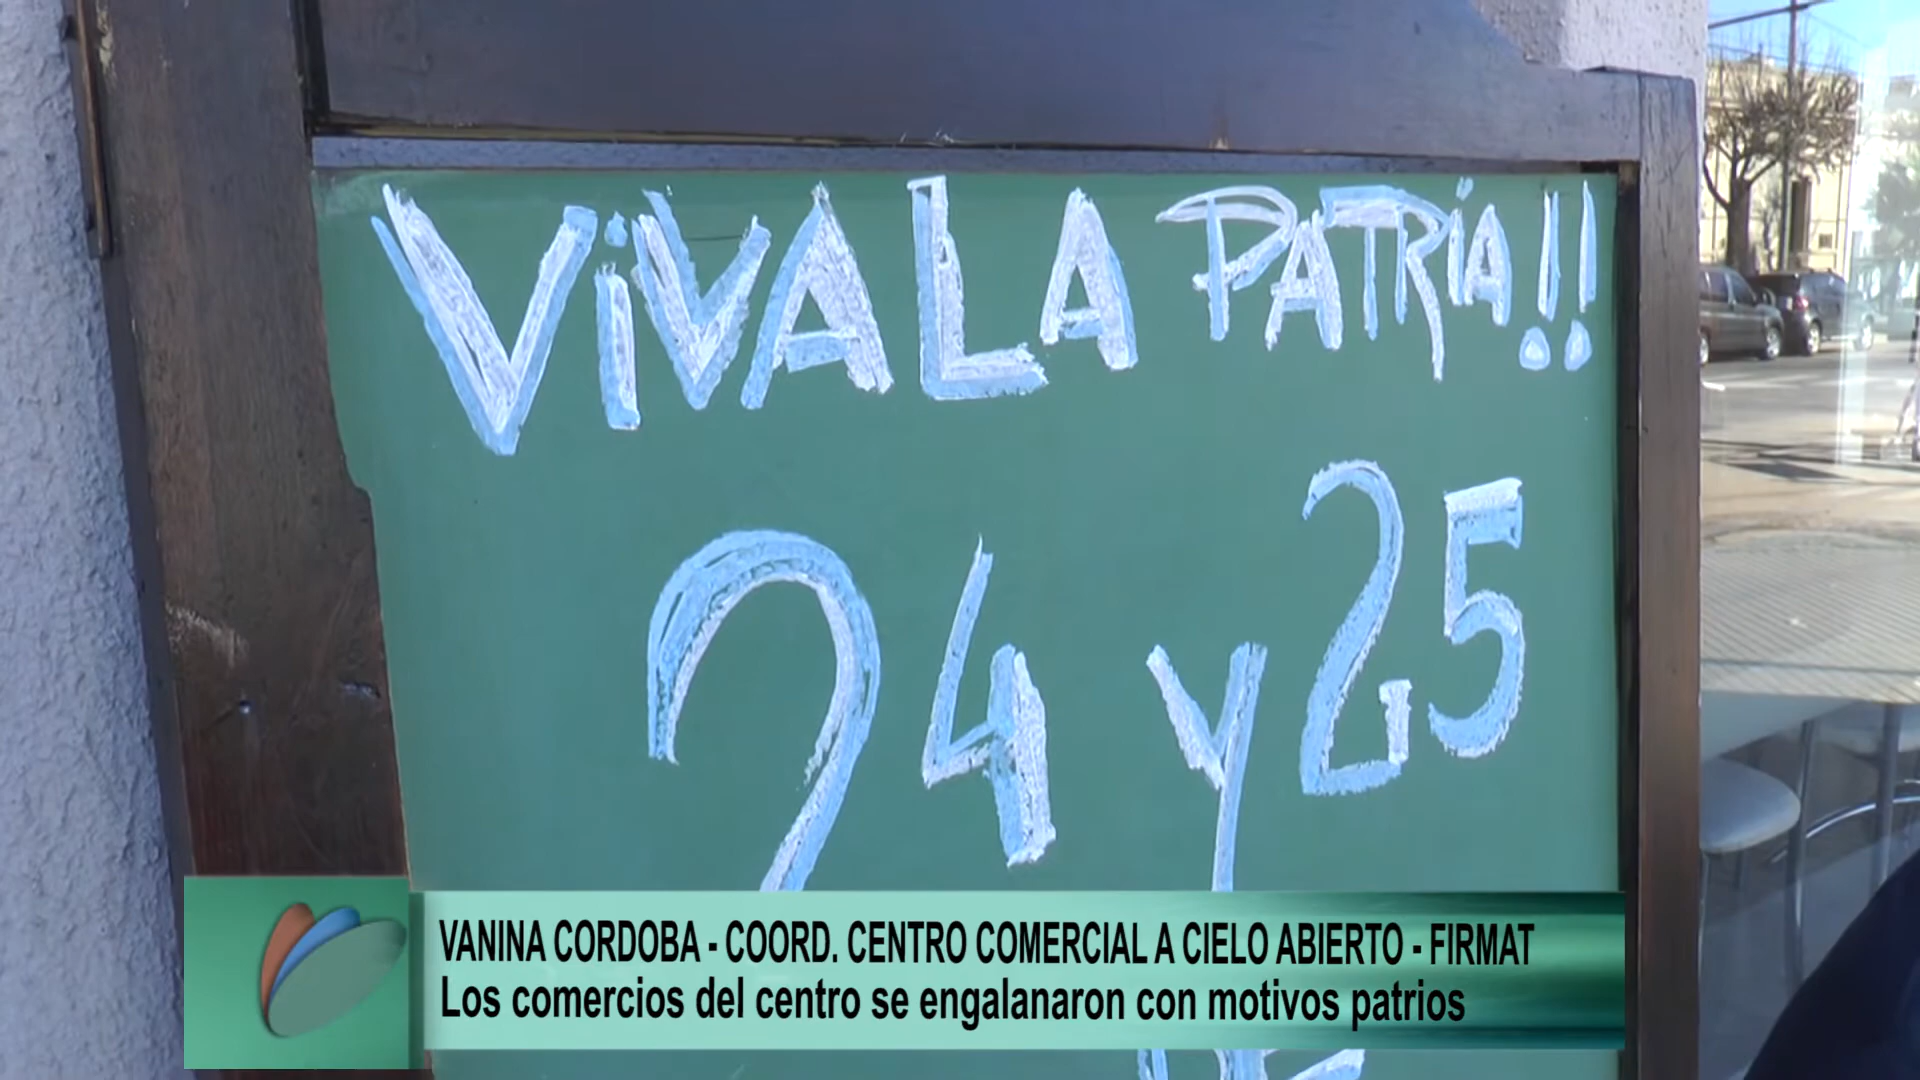 ViVA LA PATRÍA!!
24 y 25
VANINA CORDOBA - COORD. CENTRO COMERCIAL A CIELO ABIERTO - FIRMAT
Los comercios del centro se engalanaron con motivos patrios